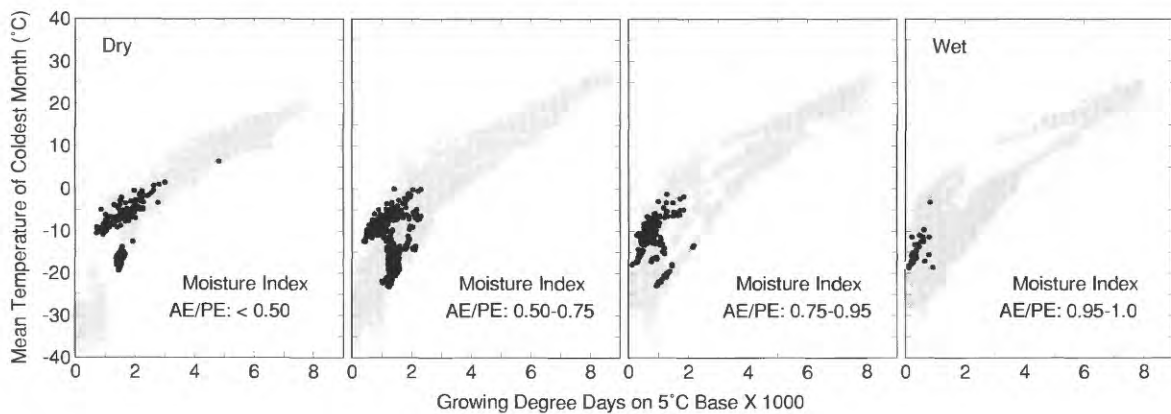 Mean Temperature of Coldest Month (˚C)
40
30
20
10
0
-10
-20
-30
-40
Dry
Moisture Index
AE/PE: < 0.50
Moisture Index
AE/PE: 0.50-0.75
Moisture Index
AE/PE: 0.75-0.95
Wet
Moisture Index
AE/PE: 0.95-1.0
0 2 4 6 8 0 2 4 6 8 0 2 4 6 8 0 2 4 6 8
Growing Degree Days on 5˚C Base X 1000